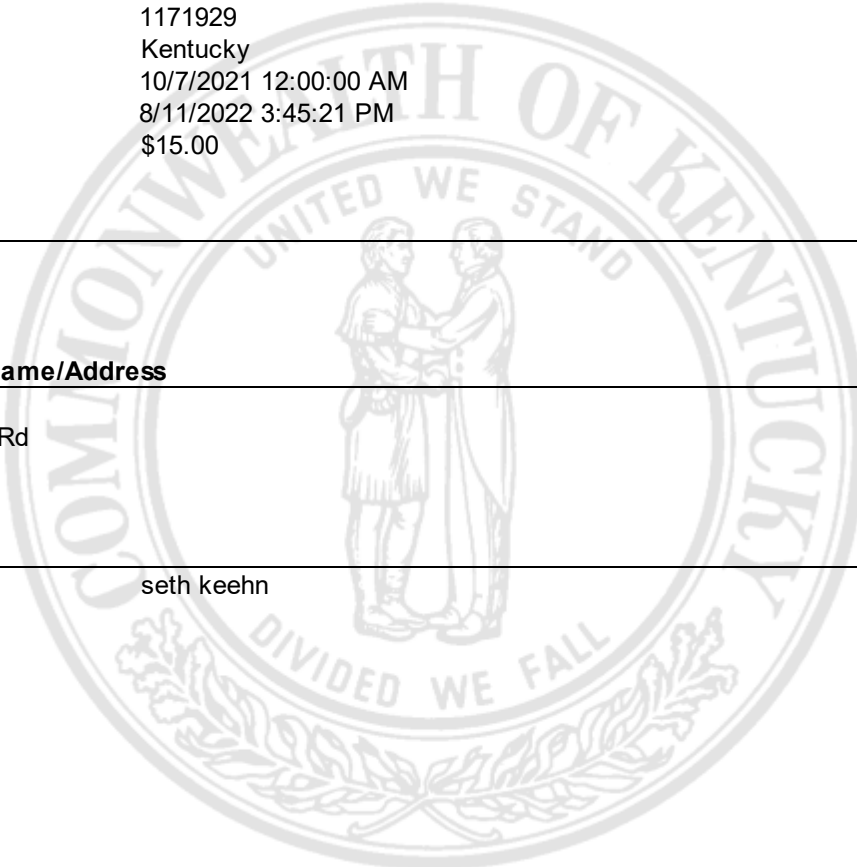 1171929
Kentucky
10/7/2021 12:00:00 AM
8/11/2022 3:45:21 PM
$15.00
COMMONWEALTH OF KENTUCKY
UNITED WE STAND
ame/Address
Rd
seth keehn
DIVIDED WE FALL